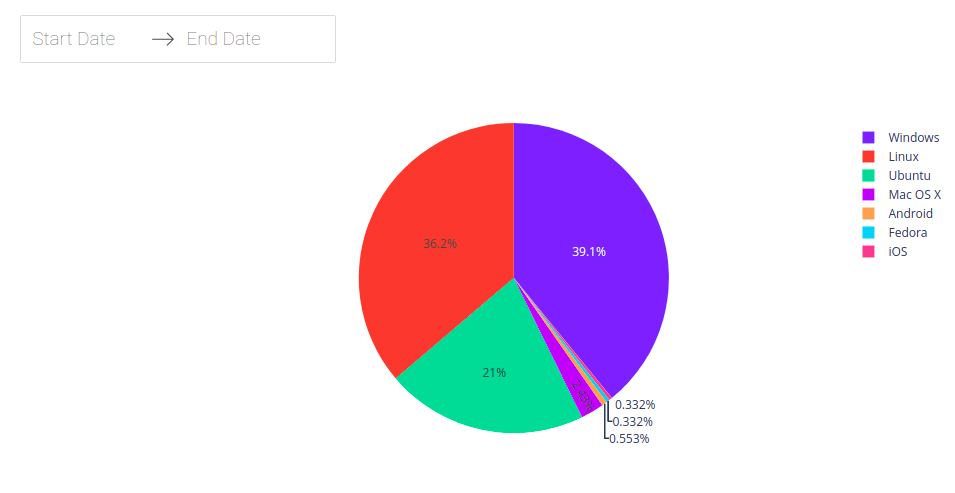 Start Date → End Date
Windows
Linux
Ubuntu
Mac OS X
Android
Fedora
iOS
36.2%
39.1%
21%
0.332%
0.332%
0.553%